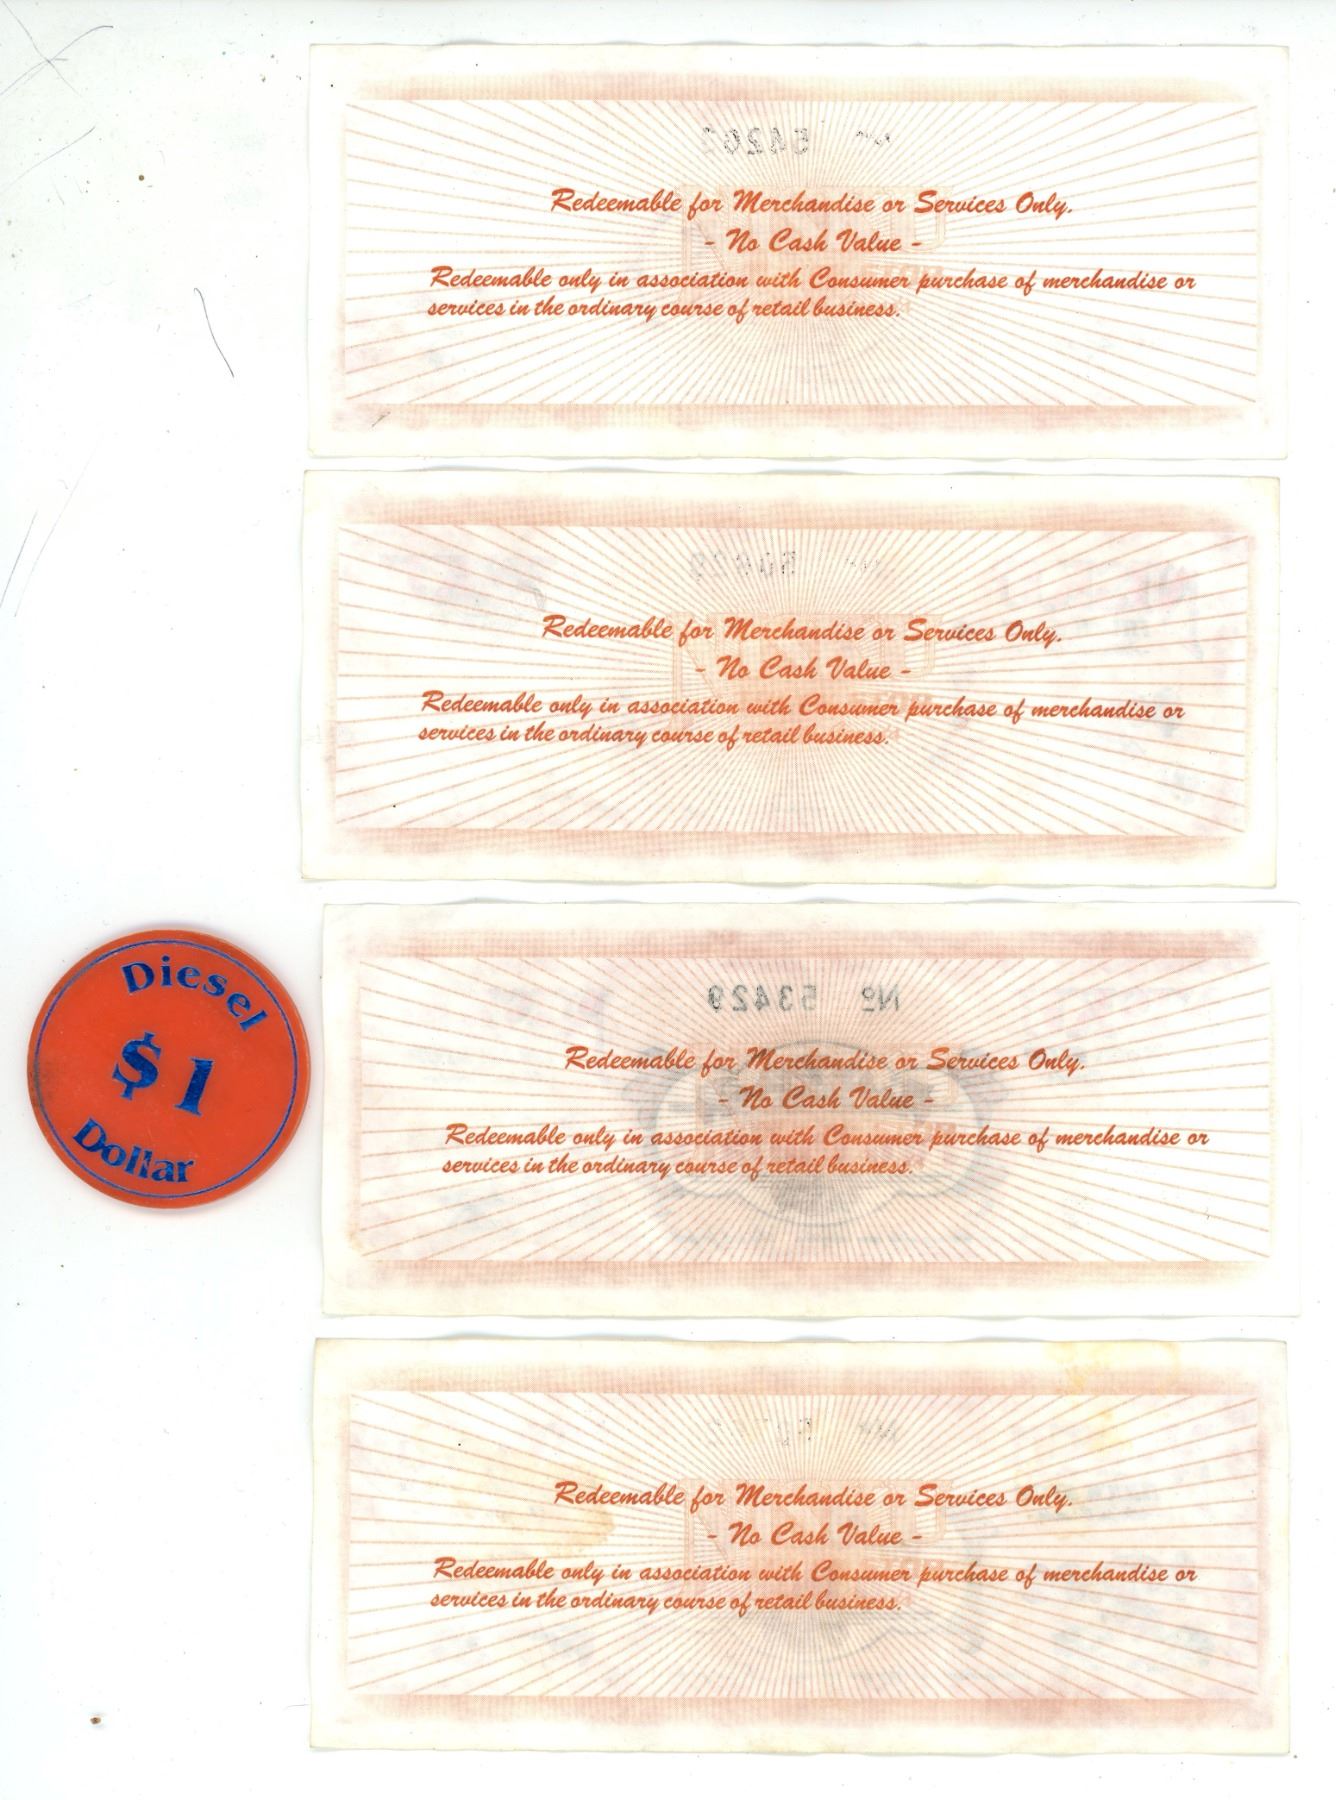 Redeemable for Merchandise or Services Only.
- No Cash Value -
Redeemable only in association with Consumer purchase of merchandise or
services in the ordinary course of retail business.
Redeemable for Merchandise or Services Only.
- No Cash Value -
Redeemable only in association with Consumer purchase of merchandise or
services in the ordinary course of retail business.
Diesel
$1
Dollar
Nº 53429
Redeemable for Merchandise or Services Only.
- No Cash Value -
Redeemable only in association with Consumer purchase of merchandise or
services in the ordinary course of retail business.
Redeemable for Merchandise or Services Only.
- No Cash Value -
Redeemable only in association with Consumer purchase of merchandise or
services in the ordinary course of retail business.